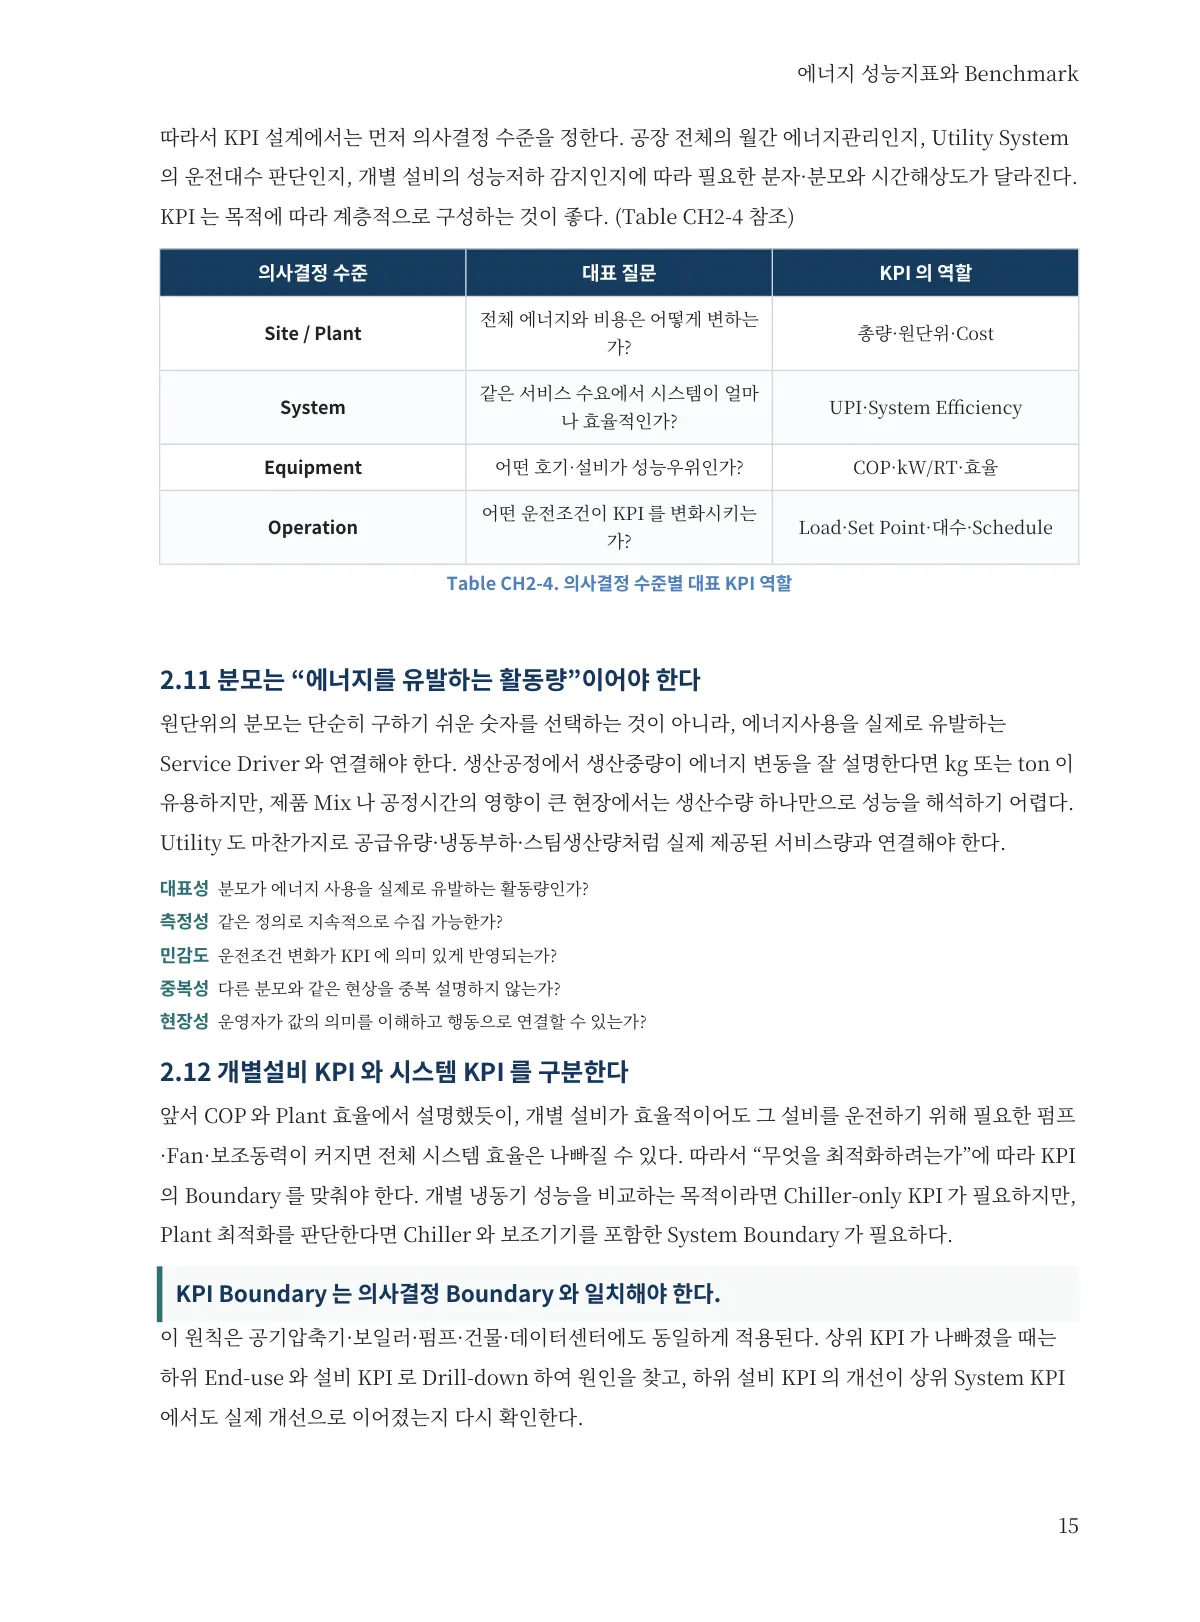 에너지 성능지표와 Benchmark
따라서 KPI 설계에서는 먼저 의사결정 수준을 정한다. 공장 전체의 월간 에너지관리인지, Utility System
의 운전대수 판단인지, 개별 설비의 성능저하 감지인지에 따라 필요한 분자·분모와 시간해상도가 달라진다.
KPI 는 목적에 따라 계층적으로 구성하는 것이 좋다. (Table CH2-4 참조)
의사결정 수준 대표 질문 KPI 의 역할
Site / Plant 전체 에너지와 비용은 어떻게 변하는
가? 총량·원단위·Cost
System 같은 서비스 수요에서 시스템이 얼마
나 효율적인가? UPI·System Efficiency
Equipment 어떤 호기·설비가 성능우위인가? COP·kW/RT·효율
Operation 어떤 운전조건이 KPI 를 변화시키는
가? Load·Set Point·대수·Schedule
Table CH2-4. 의사결정 수준별 대표 KPI 역할
2.11 분모는 “에너지를 유발하는 활동량”이어야 한다
원단위의 분모는 단순히 구하기 쉬운 숫자를 선택하는 것이 아니라, 에너지사용을 실제로 유발하는
Service Driver 와 연결해야 한다. 생산공정에서 생산중량이 에너지 변동을 잘 설명한다면 kg 또는 ton 이
유용하지만, 제품 Mix 나 공정시간의 영향이 큰 현장에서는 생산수량 하나만으로 성능을 해석하기 어렵다.
Utility 도 마찬가지로 공급유량·냉동부하·스팀생산량처럼 실제 제공된 서비스량과 연결해야 한다.
대표성 분모가 에너지 사용을 실제로 유발하는 활동량인가?
측정성 같은 정의로 지속적으로 수집 가능한가?
민감도 운전조건 변화가 KPI 에 의미 있게 반영되는가?
중복성 다른 분모와 같은 현상을 중복 설명하지 않는가?
현장성 운영자가 값의 의미를 이해하고 행동으로 연결할 수 있는가?
2.12 개별설비 KPI 와 시스템 KPI 를 구분한다
앞서 COP 와 Plant 효율에서 설명했듯이, 개별 설비가 효율적이어도 그 설비를 운전하기 위해 필요한 펌프
·Fan·보조동력이 커지면 전체 시스템 효율은 나빠질 수 있다. 따라서 “무엇을 최적화하려는가”에 따라 KPI
의 Boundary 를 맞춰야 한다. 개별 냉동기 성능을 비교하는 목적이라면 Chiller-only KPI 가 필요하지만,
Plant 최적화를 판단한다면 Chiller 와 보조기기를 포함한 System Boundary 가 필요하다.
KPI Boundary 는 의사결정 Boundary 와 일치해야 한다.
이 원칙은 공기압축기·보일러·펌프·건물·데이터센터에도 동일하게 적용된다. 상위 KPI 가 나빠졌을 때는
하위 End-use 와 설비 KPI 로 Drill-down 하여 원인을 찾고, 하위 설비 KPI 의 개선이 상위 System KPI
에서도 실제 개선으로 이어졌는지 다시 확인한다.
15